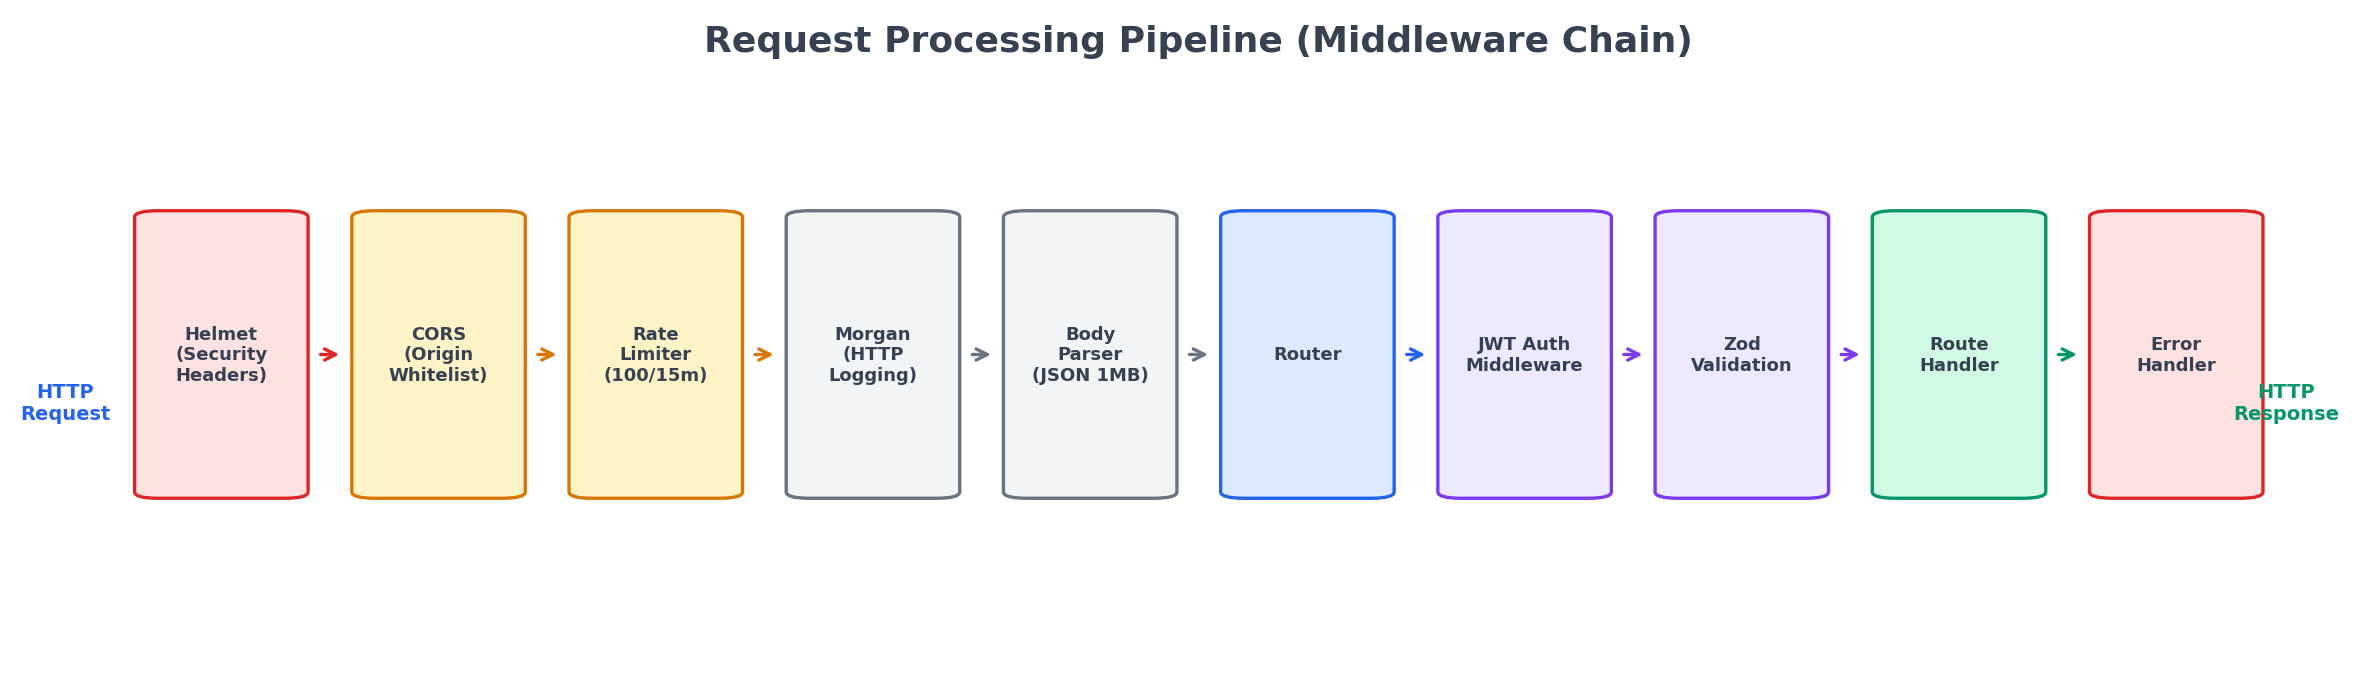 Request Processing Pipeline (Middleware Chain)
HTTP
Request
Helmet
(Security
Headers)
CORS
(Origin
Whitelist)
Rate
Limiter
(100/15m)
Morgan
(HTTP
Logging)
Body
Parser
(JSON 1MB)
Router
JWT Auth
Middleware
Zod
Validation
Route
Handler
Error
Handler
HTTP
Response